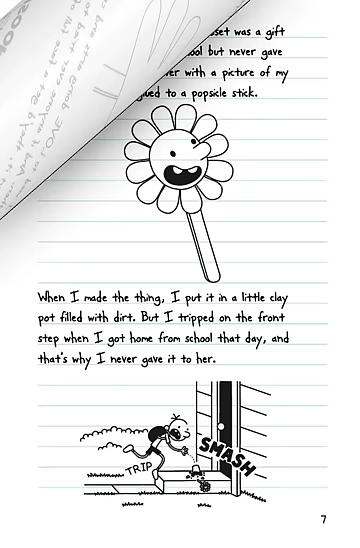 set was a gift
ool but never gave
er with a picture of my
glued to a popsicle stick.
When I made the thing, I put it in a little clay
pot filled with dirt. But I tripped on the front
step when I got home from school that day, and
that's why I never gave it to her.
SMASH
TRIP
7